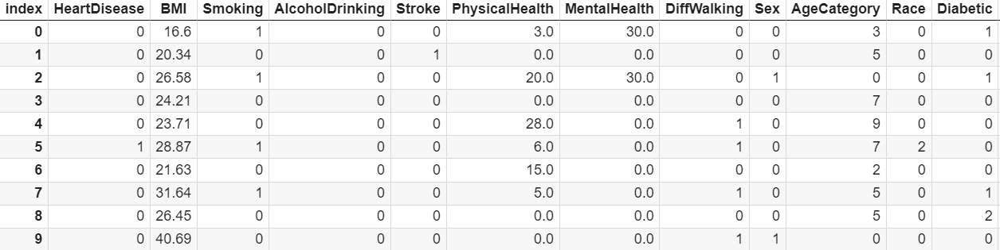 index HeartDisease BMI Smoking AlcoholDrinking Stroke PhysicalHealth MentalHealth DiffWalking Sex AgeCategory Race Diabetic
0 0 16.6 1 0 0 3.0 30.0 0 0 3 0 1
1 0 20.34 0 0 1 0.0 0.0 0 0 5 0 0
2 0 26.58 1 0 0 20.0 30.0 0 1 0 0 1
3 0 24.21 0 0 0 0.0 0.0 0 0 7 0 0
4 0 23.71 0 0 0 28.0 0.0 1 0 9 0 0
5 1 28.87 1 0 0 6.0 0.0 1 0 7 2 0
6 0 21.63 0 0 0 15.0 0.0 0 0 2 0 0
7 0 31.64 1 0 0 5.0 0.0 1 0 5 0 1
8 0 26.45 0 0 0 0.0 0.0 0 0 5 0 2
9 0 40.69 0 0 0 0.0 0.0 1 1 0 0 0